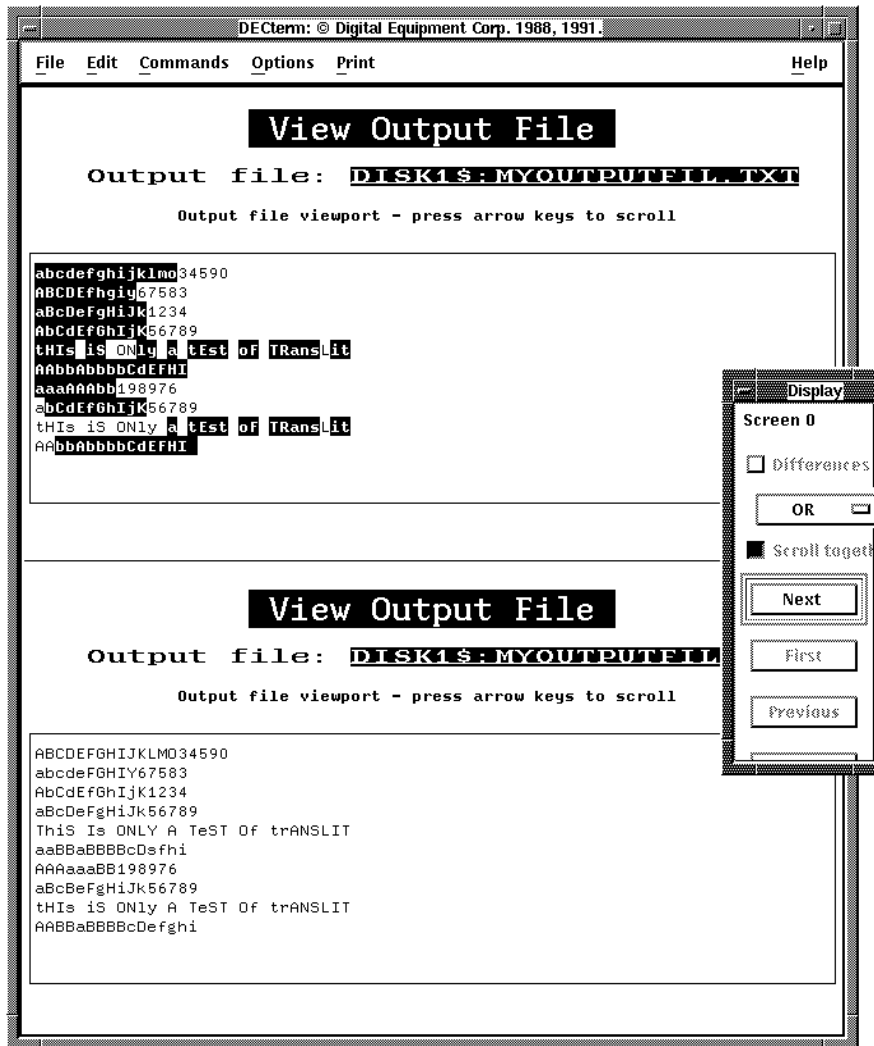 DECterm: © Digital Equipment Corp. 1988, 1991.
File Edit Commands Options Print Help
View Output File
Output file: DISK1$:MYOUTPUTFIL.TXT
Output file viewport - press arrow keys to scroll
abcdefghijklmo34590
ABCDEfhgiy67583
aBcDeFgHiJk1234
AbCdEfGhIjK56789
tHIs iS ONly a tEst oF TRansLit
AAbbAbbbbCdEFHI
aaaAAAbb198976
abCdEfGhIjK56789
tHIs iS ONly a tEst oF TRansLit
AAbbAbbbbCdEFHI
View Output File
Output file: DISK1$:MYOUTPUTFIL
Output file viewport - press arrow keys to scroll
ABCDEFGHIJKLMO34590
abcdeFGHIY67583
AbCdEfGhIjK1234
aBcDeFgHiJk56789
ThiS Is ONLY A TeST Of trANSLIT
aaBBaBBBBcDsfhi
AAAaaaBB198976
aBcBeFgHiJk56789
tHIs iS ONly A TeST Of trANSLIT
AABBaBBBBcDefghi
Display
Screen 0
Differences
OR
Scroll togeth
Next
First
Previous